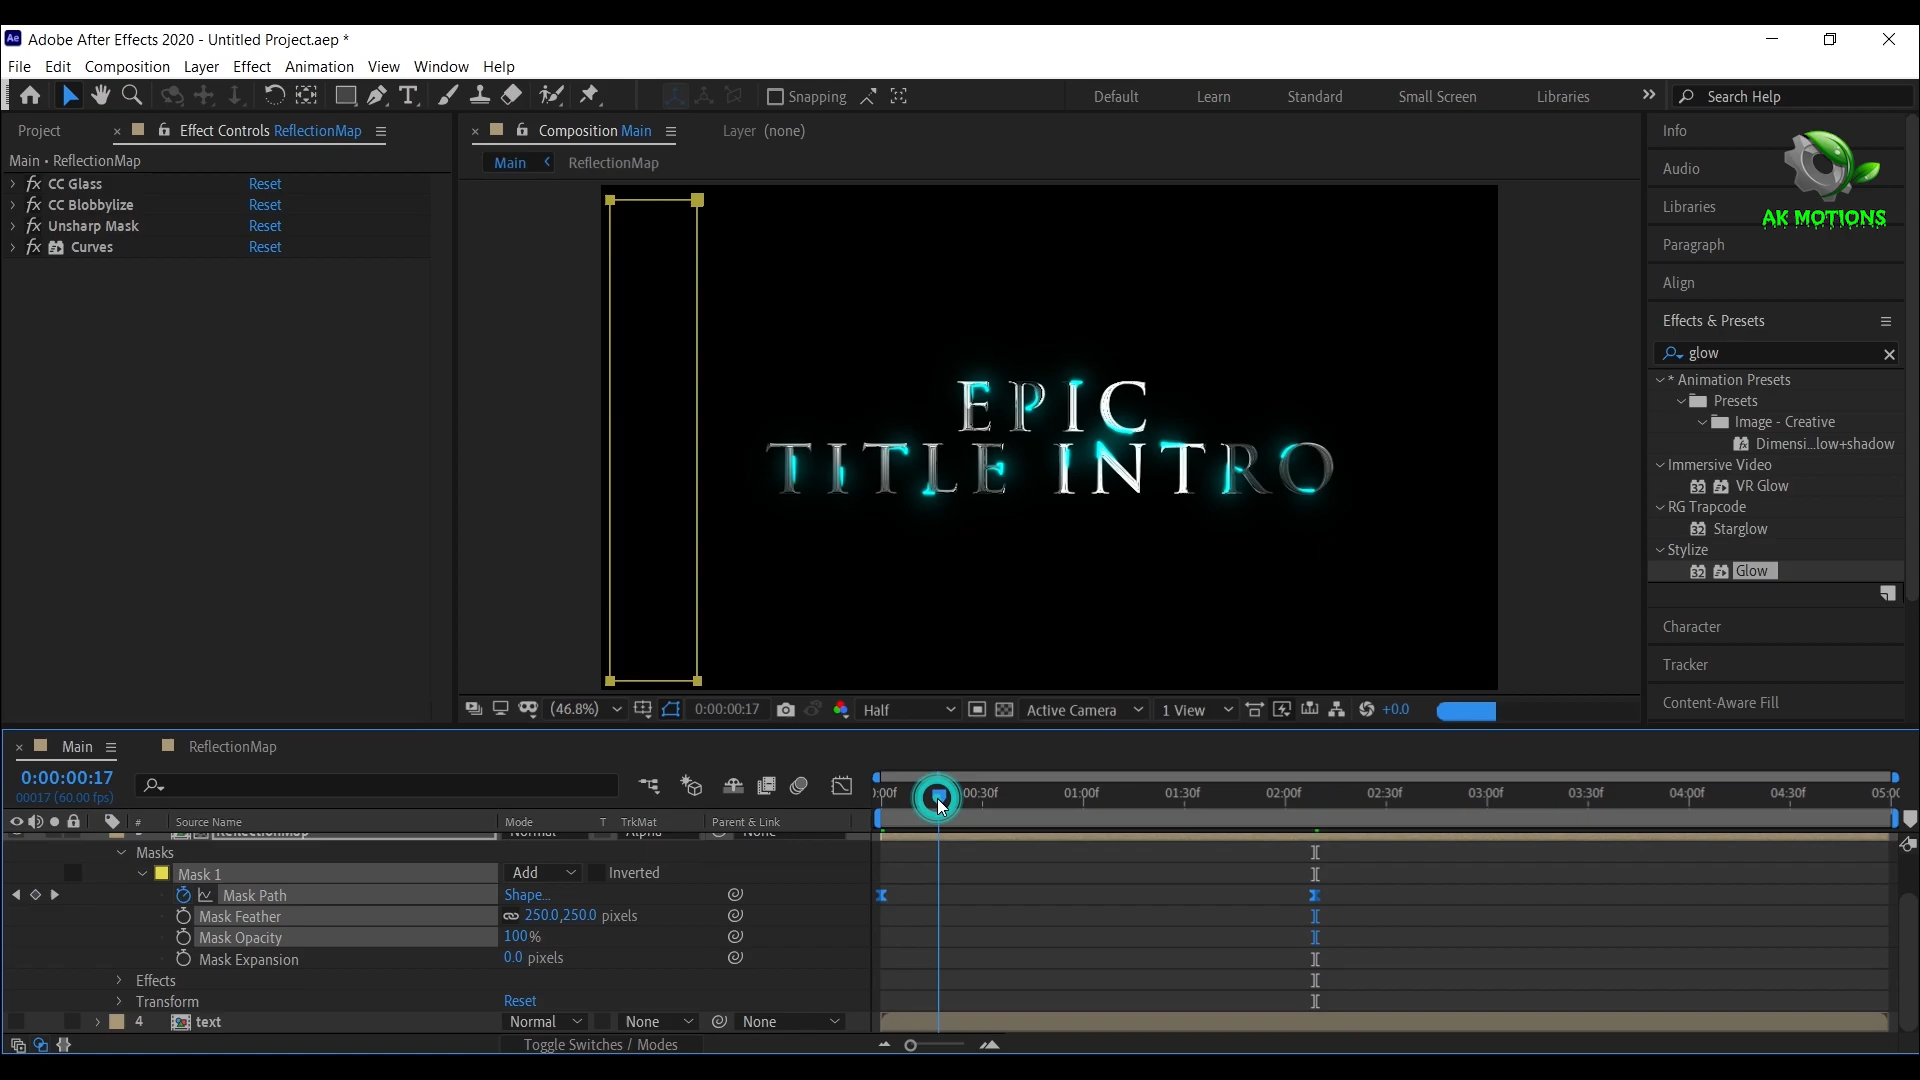 Ae Adobe After Effects 2020 - Untitled Project.aep *
File Edit Composition Layer Effect Animation View Window Help
Snapping
Default Learn Standard Small Screen Libraries
Search Help
Project
Effect Controls ReflectionMap
Main • ReflectionMap
fx CC Glass Reset
fx CC Blobbylize Reset
fx Unsharp Mask Reset
fx Curves Reset
Composition Main
Layer (none)
Main ReflectionMap
EPIC
TITLE INTRO
(46.8%) 0:00:00:17 Half Active Camera 1 View +0.0
Info
Audio
Libraries
Paragraph
Align
AK MOTIONS
Effects & Presets
glow
* Animation Presets
Presets
Image - Creative
Dimensi...low+shadow
Immersive Video
32 VR Glow
RG Trapcode
32 Starglow
Stylize
32 Glow
Character
Tracker
Content-Aware Fill
Main ReflectionMap
0:00:00:17
00017 (60.00 fps)
00:30f 01:00f 01:30f 02:00f 02:30f 03:00f 03:30f 04:00f 04:30f
# Source Name Mode T TrkMat Parent & Link
Masks
Mask 1 Add Inverted
Mask Path Shape...
Mask Feather 250.0,250.0 pixels
Mask Opacity 100%
Mask Expansion 0.0 pixels
Effects
Transform Reset
4 text Normal None None
Toggle Switches / Modes